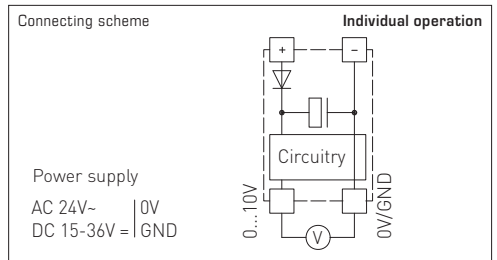 Connecting scheme
Individual operation
+ −
Circuitry
Power supply
AC 24V~ | 0V
DC 15-36V = | GND
0...10V
0V/GND
V